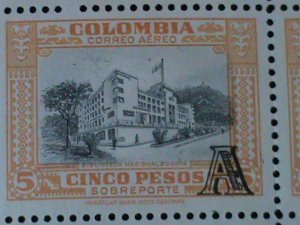 COLOMBIA
CORREO AEREO
BIBLIOTECA NACIONAL BOGOTA
5 CINCO PESOS A
SOBREPORTE
AMERICAN BANK NOTE COMPANY